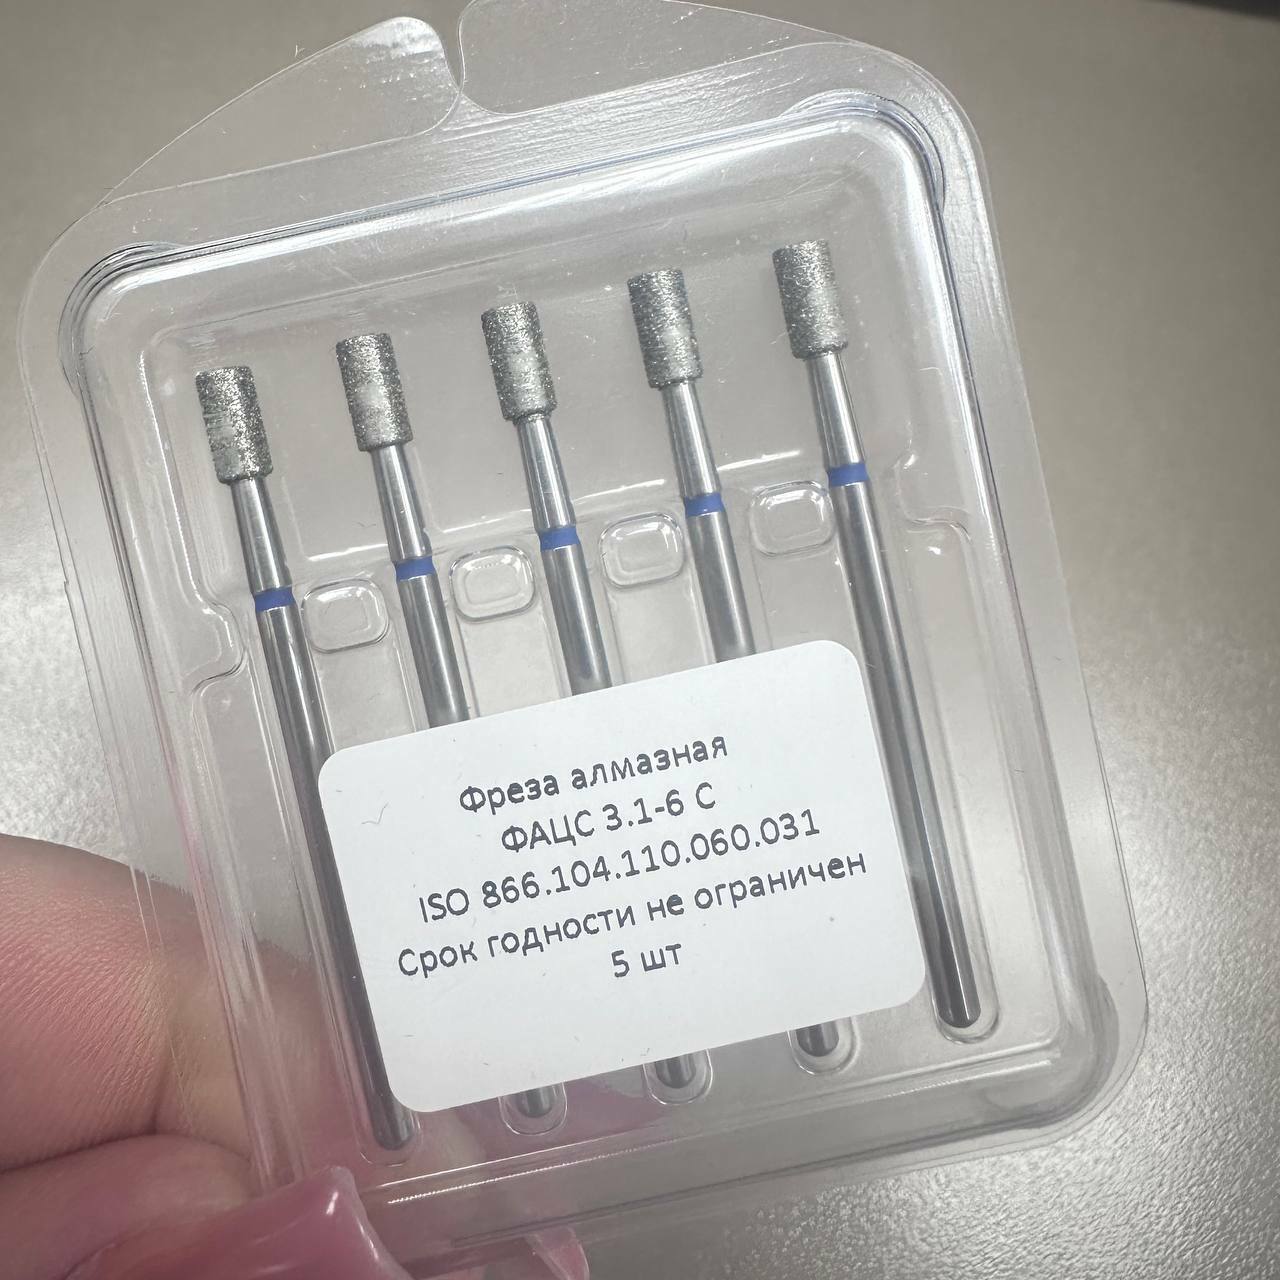 Фреза алмазная
ФАЦС 3.1-6 С
ISO 866.104.110.060.031
Срок годности не ограничен
5 шт